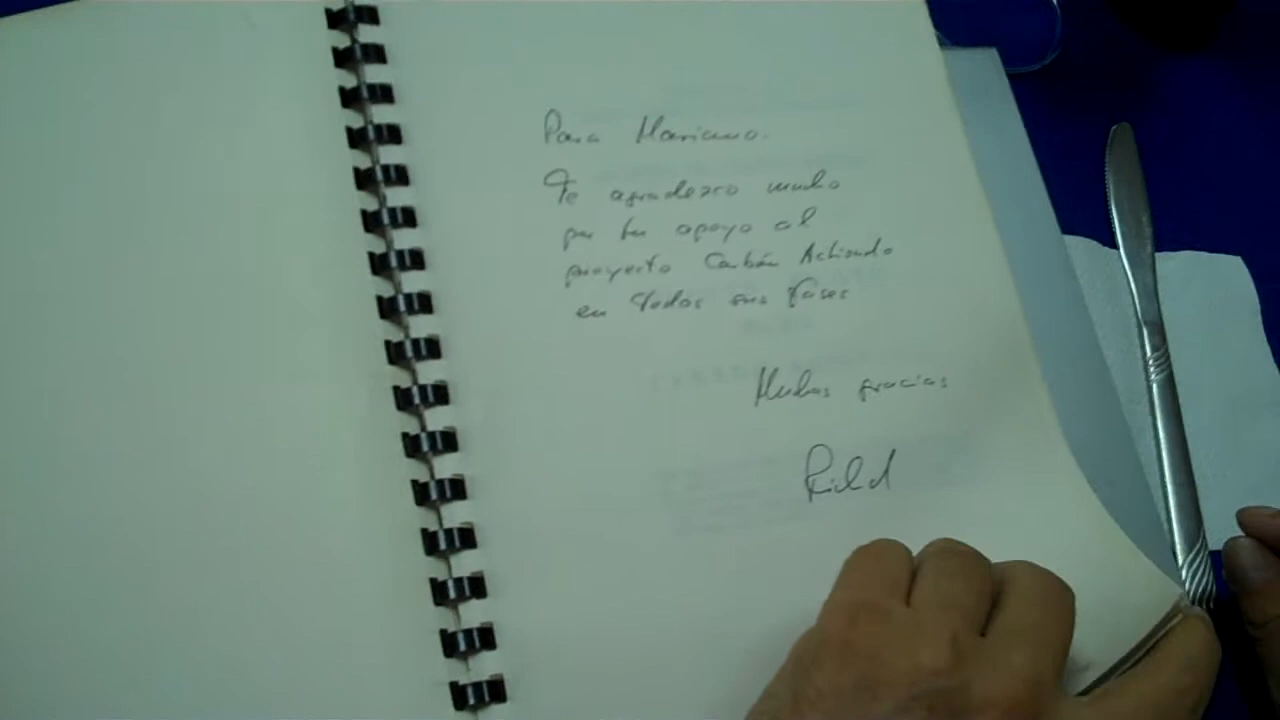 Para Mariano.
Te agradezco mucho
por tu apoyo al
proyecto Carbón Activado
en todas sus fases
Muchas gracias